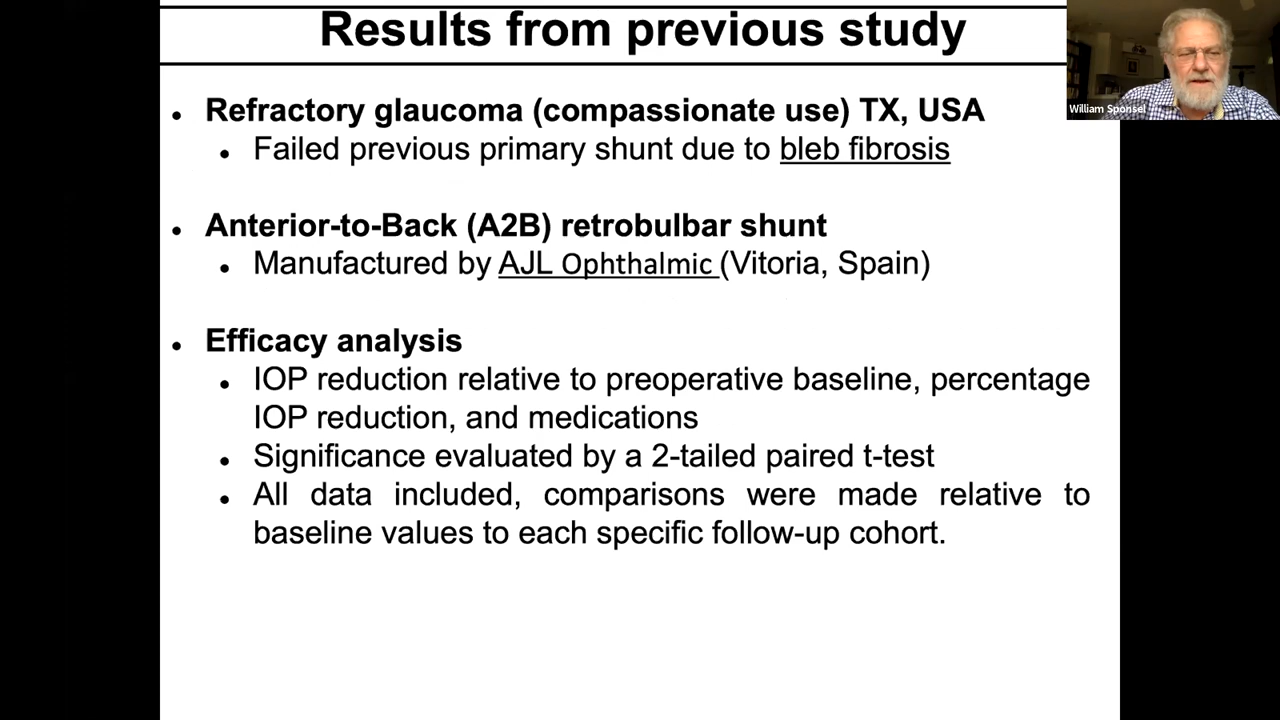 Results from previous study
William Sponsel
• Refractory glaucoma (compassionate use) TX, USA
• Failed previous primary shunt due to bleb fibrosis
• Anterior-to-Back (A2B) retrobulbar shunt
• Manufactured by AJL Ophthalmic (Vitoria, Spain)
• Efficacy analysis
• IOP reduction relative to preoperative baseline, percentage
IOP reduction, and medications
• Significance evaluated by a 2-tailed paired t-test
• All data included, comparisons were made relative to
baseline values to each specific follow-up cohort.